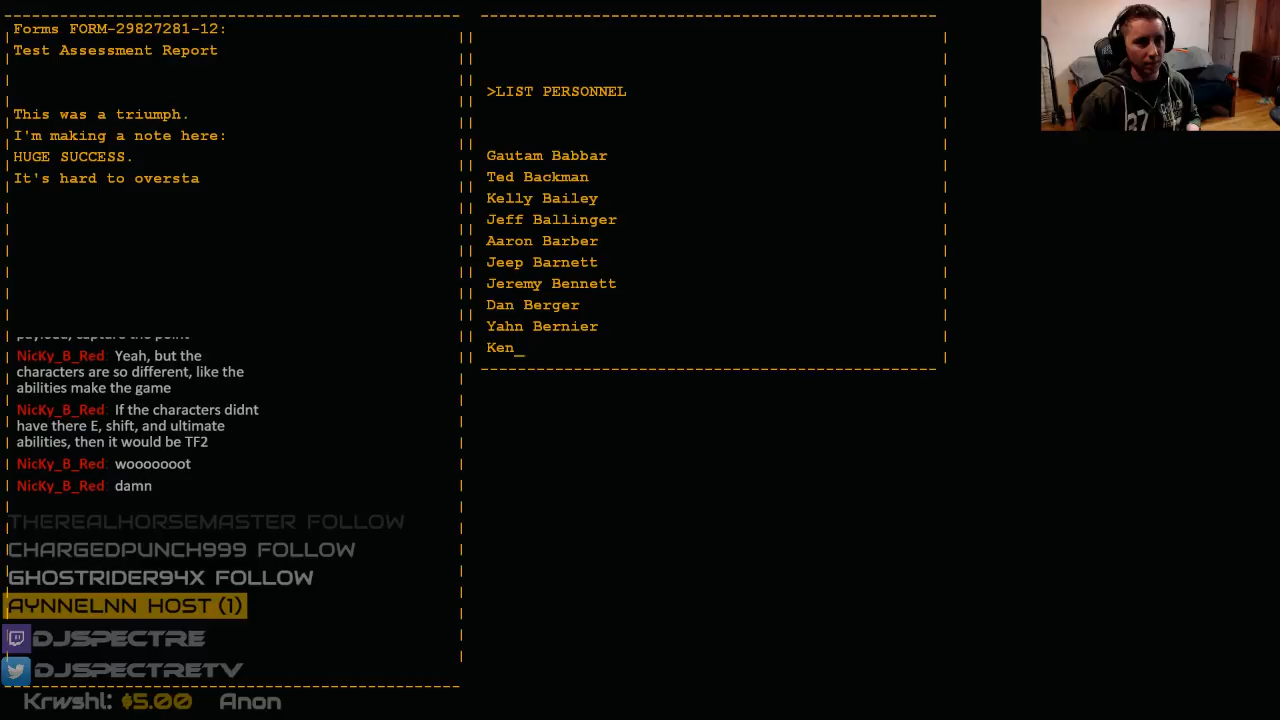 Forms FORM-29827281-12:
Test Assessment Report
This was a triumph.
I'm making a note here:
HUGE SUCCESS.
It's hard to oversta
>LIST PERSONNEL
Gautam Babbar
Ted Backman
Kelly Bailey
Jeff Ballinger
Aaron Barber
Jeep Barnett
Jeremy Bennett
Dan Berger
Yahn Bernier
Ken_
payload, capture the point
NicKy_B_Red: Yeah, but the
characters are so different, like the
abilities make the game
NicKy_B_Red: If the characters didnt
have there E, shift, and ultimate
abilities, then it would be TF2
NicKy_B_Red: wooooooot
NicKy_B_Red: damn
THEREALHORSEMASTER FOLLOW
CHARGEDPUNCH999 FOLLOW
GHOSTRIDER94X FOLLOW
AYNNELNN HOST (1)
DJSPECTRE
DJSPECTRETV
Krwshl: $5.00 Anon